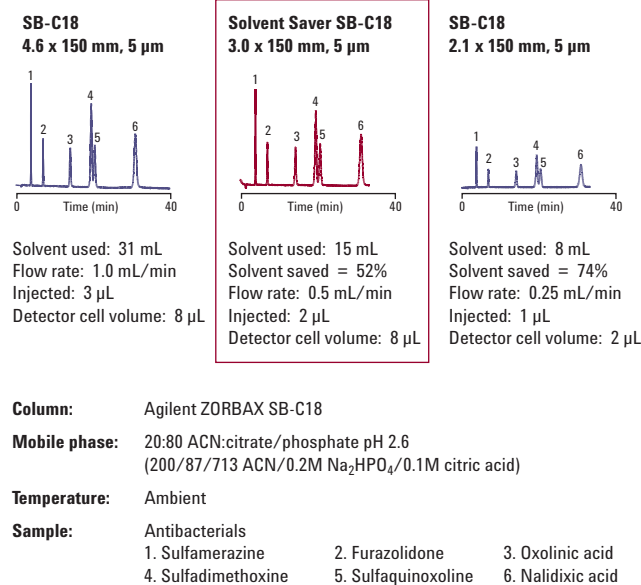 SB-C18
4.6 x 150 mm, 5 µm
1
2
3
4
5
6
0
Time (min)
40
Solvent used: 31 mL
Flow rate: 1.0 mL/min
Injected: 3 µL
Detector cell volume: 8 µL
Solvent Saver SB-C18
3.0 x 150 mm, 5 µm
1
2
3
4
5
6
0
Time (min)
40
Solvent used: 15 mL
Solvent saved = 52%
Flow rate: 0.5 mL/min
Injected: 2 µL
Detector cell volume: 8 µL
SB-C18
2.1 x 150 mm, 5 µm
1
2
3
4
5
6
0
Time (min)
40
Solvent used: 8 mL
Solvent saved = 74%
Flow rate: 0.25 mL/min
Injected: 1 µL
Detector cell volume: 2 µL
Column: Agilent ZORBAX SB-C18
Mobile phase: 20:80 ACN:citrate/phosphate pH 2.6
(200/87/713 ACN/0.2M Na₂HPO₄/0.1M citric acid)
Temperature: Ambient
Sample: Antibacterials
1. Sulfamerazine 2. Furazolidone 3. Oxolinic acid
4. Sulfadimethoxine 5. Sulfaquinoxoline 6. Nalidixic acid